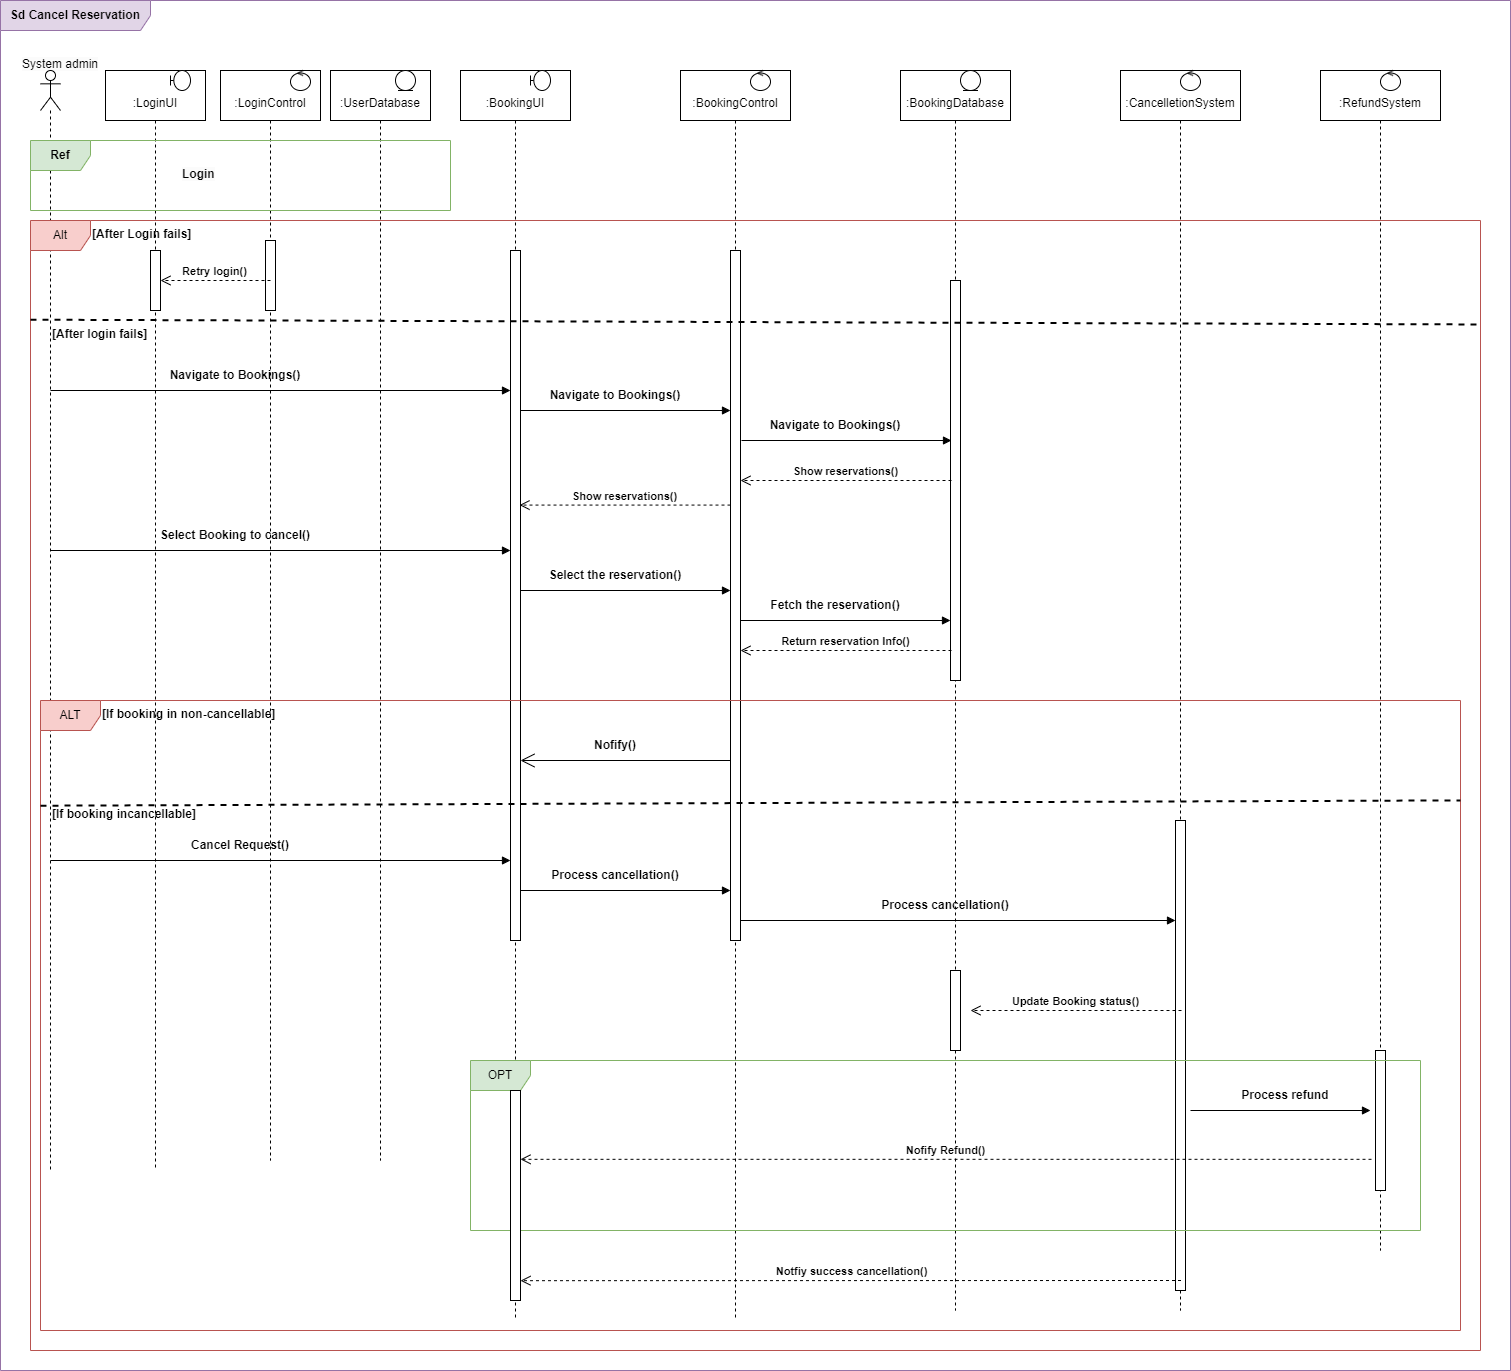 Sd Cancel Reservation
System admin
:LoginUI
:LoginControl
:UserDatabase
:BookingUI
:BookingControl
:BookingDatabase
:CancelletionSystem
:RefundSystem
Ref
Login
Alt
[After Login fails]
Retry login()
[After login fails]
Navigate to Bookings()
Navigate to Bookings()
Navigate to Bookings()
Show reservations()
Show reservations()
Select Booking to cancel()
Select the reservation()
Fetch the reservation()
Return reservation Info()
ALT
[If booking in non-cancellable]
Nofify()
[If booking incancellable]
Cancel Request()
Process cancellation()
Process cancellation()
Update Booking status()
OPT
Process refund
Nofify Refund()
Notfiy success cancellation()